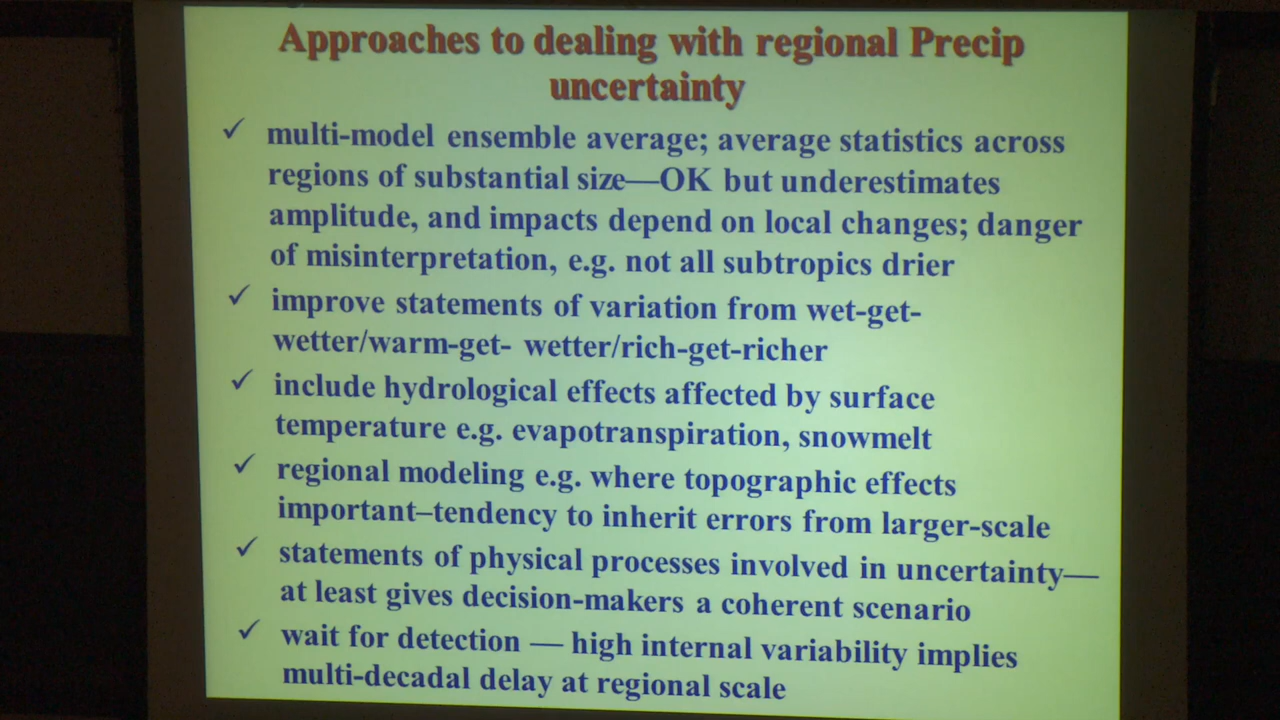 Approaches to dealing with regional Precip
uncertainty
✓ multi-model ensemble average; average statistics across
regions of substantial size—OK but underestimates
amplitude, and impacts depend on local changes; danger
of misinterpretation, e.g. not all subtropics drier
✓ improve statements of variation from wet-get-
wetter/warm-get- wetter/rich-get-richer
✓ include hydrological effects affected by surface
temperature e.g. evapotranspiration, snowmelt
✓ regional modeling e.g. where topographic effects
important–tendency to inherit errors from larger-scale
✓ statements of physical processes involved in uncertainty—
at least gives decision-makers a coherent scenario
✓ wait for detection — high internal variability implies
multi-decadal delay at regional scale